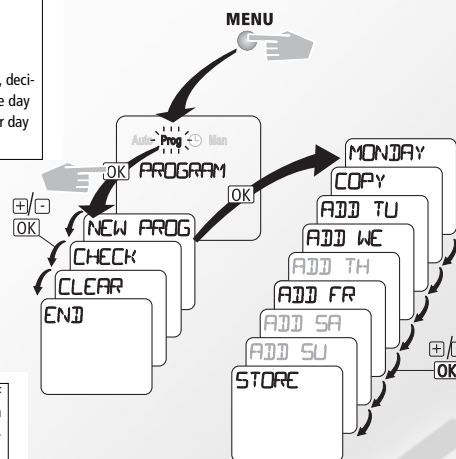 MENU
, deci-
e day
r day
Auto Prog Man
PROGRAM
OK
OK
+/-
OK
NEW PROG
CHECK
CLEAR
END
MONDAY
COPY
ADD TU
ADD WE
ADD TH
ADD FR
ADD SA
ADD SU
STORE
+/
OK